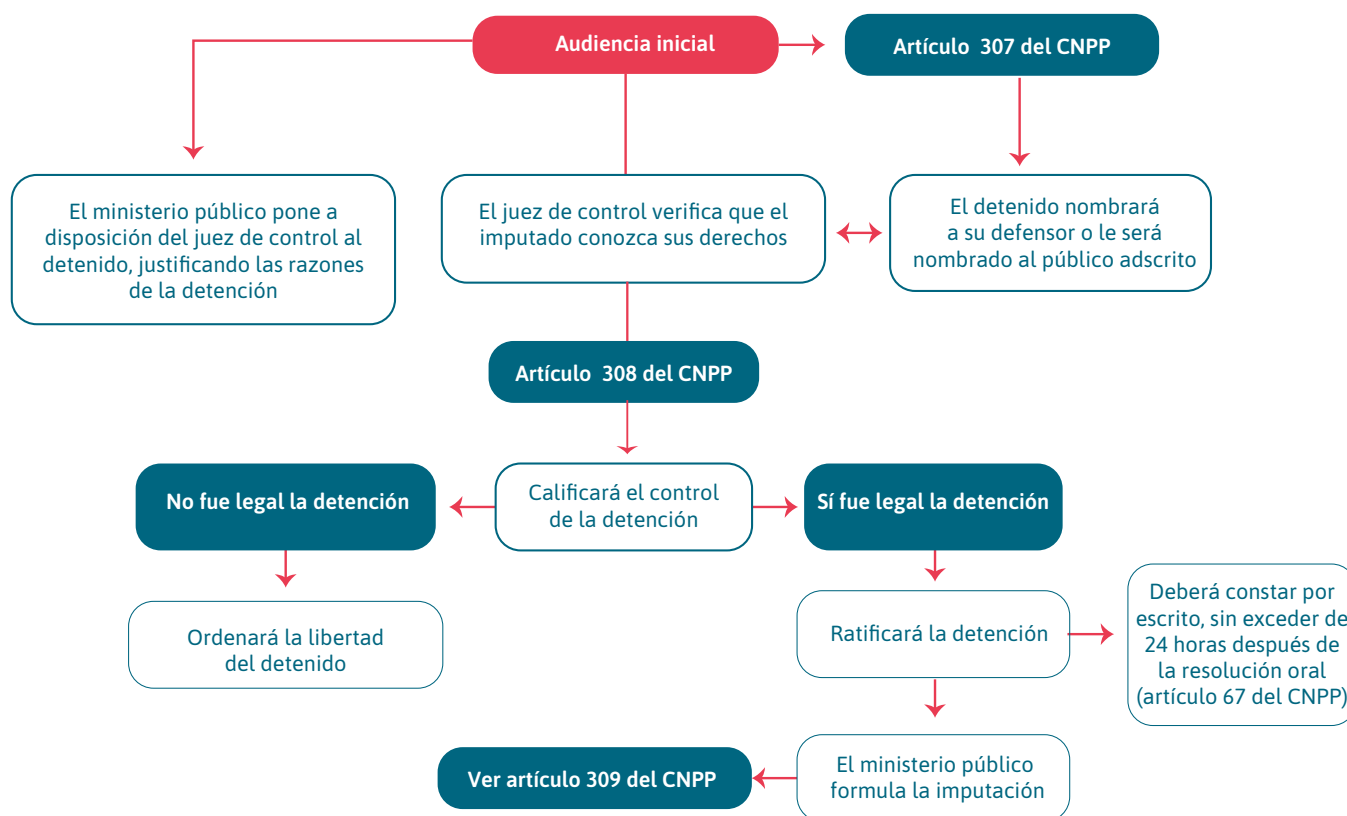 Audiencia inicial
Artículo 307 del CNPP
El ministerio público pone a
disposición del juez de control al
detenido, justificando las razones
de la detención
El juez de control verifica que el
imputado conozca sus derechos
El detenido nombrará
a su defensor o le será
nombrado al público adscrito
Artículo 308 del CNPP
No fue legal la detención
Calificará el control
de la detención
Sí fue legal la detención
Ordenará la libertad
del detenido
Ratificará la detención
Deberá constar por
escrito, sin exceder de
24 horas después de
la resolución oral
(artículo 67 del CNPP)
Ver artículo 309 del CNPP
El ministerio público
formula la imputación